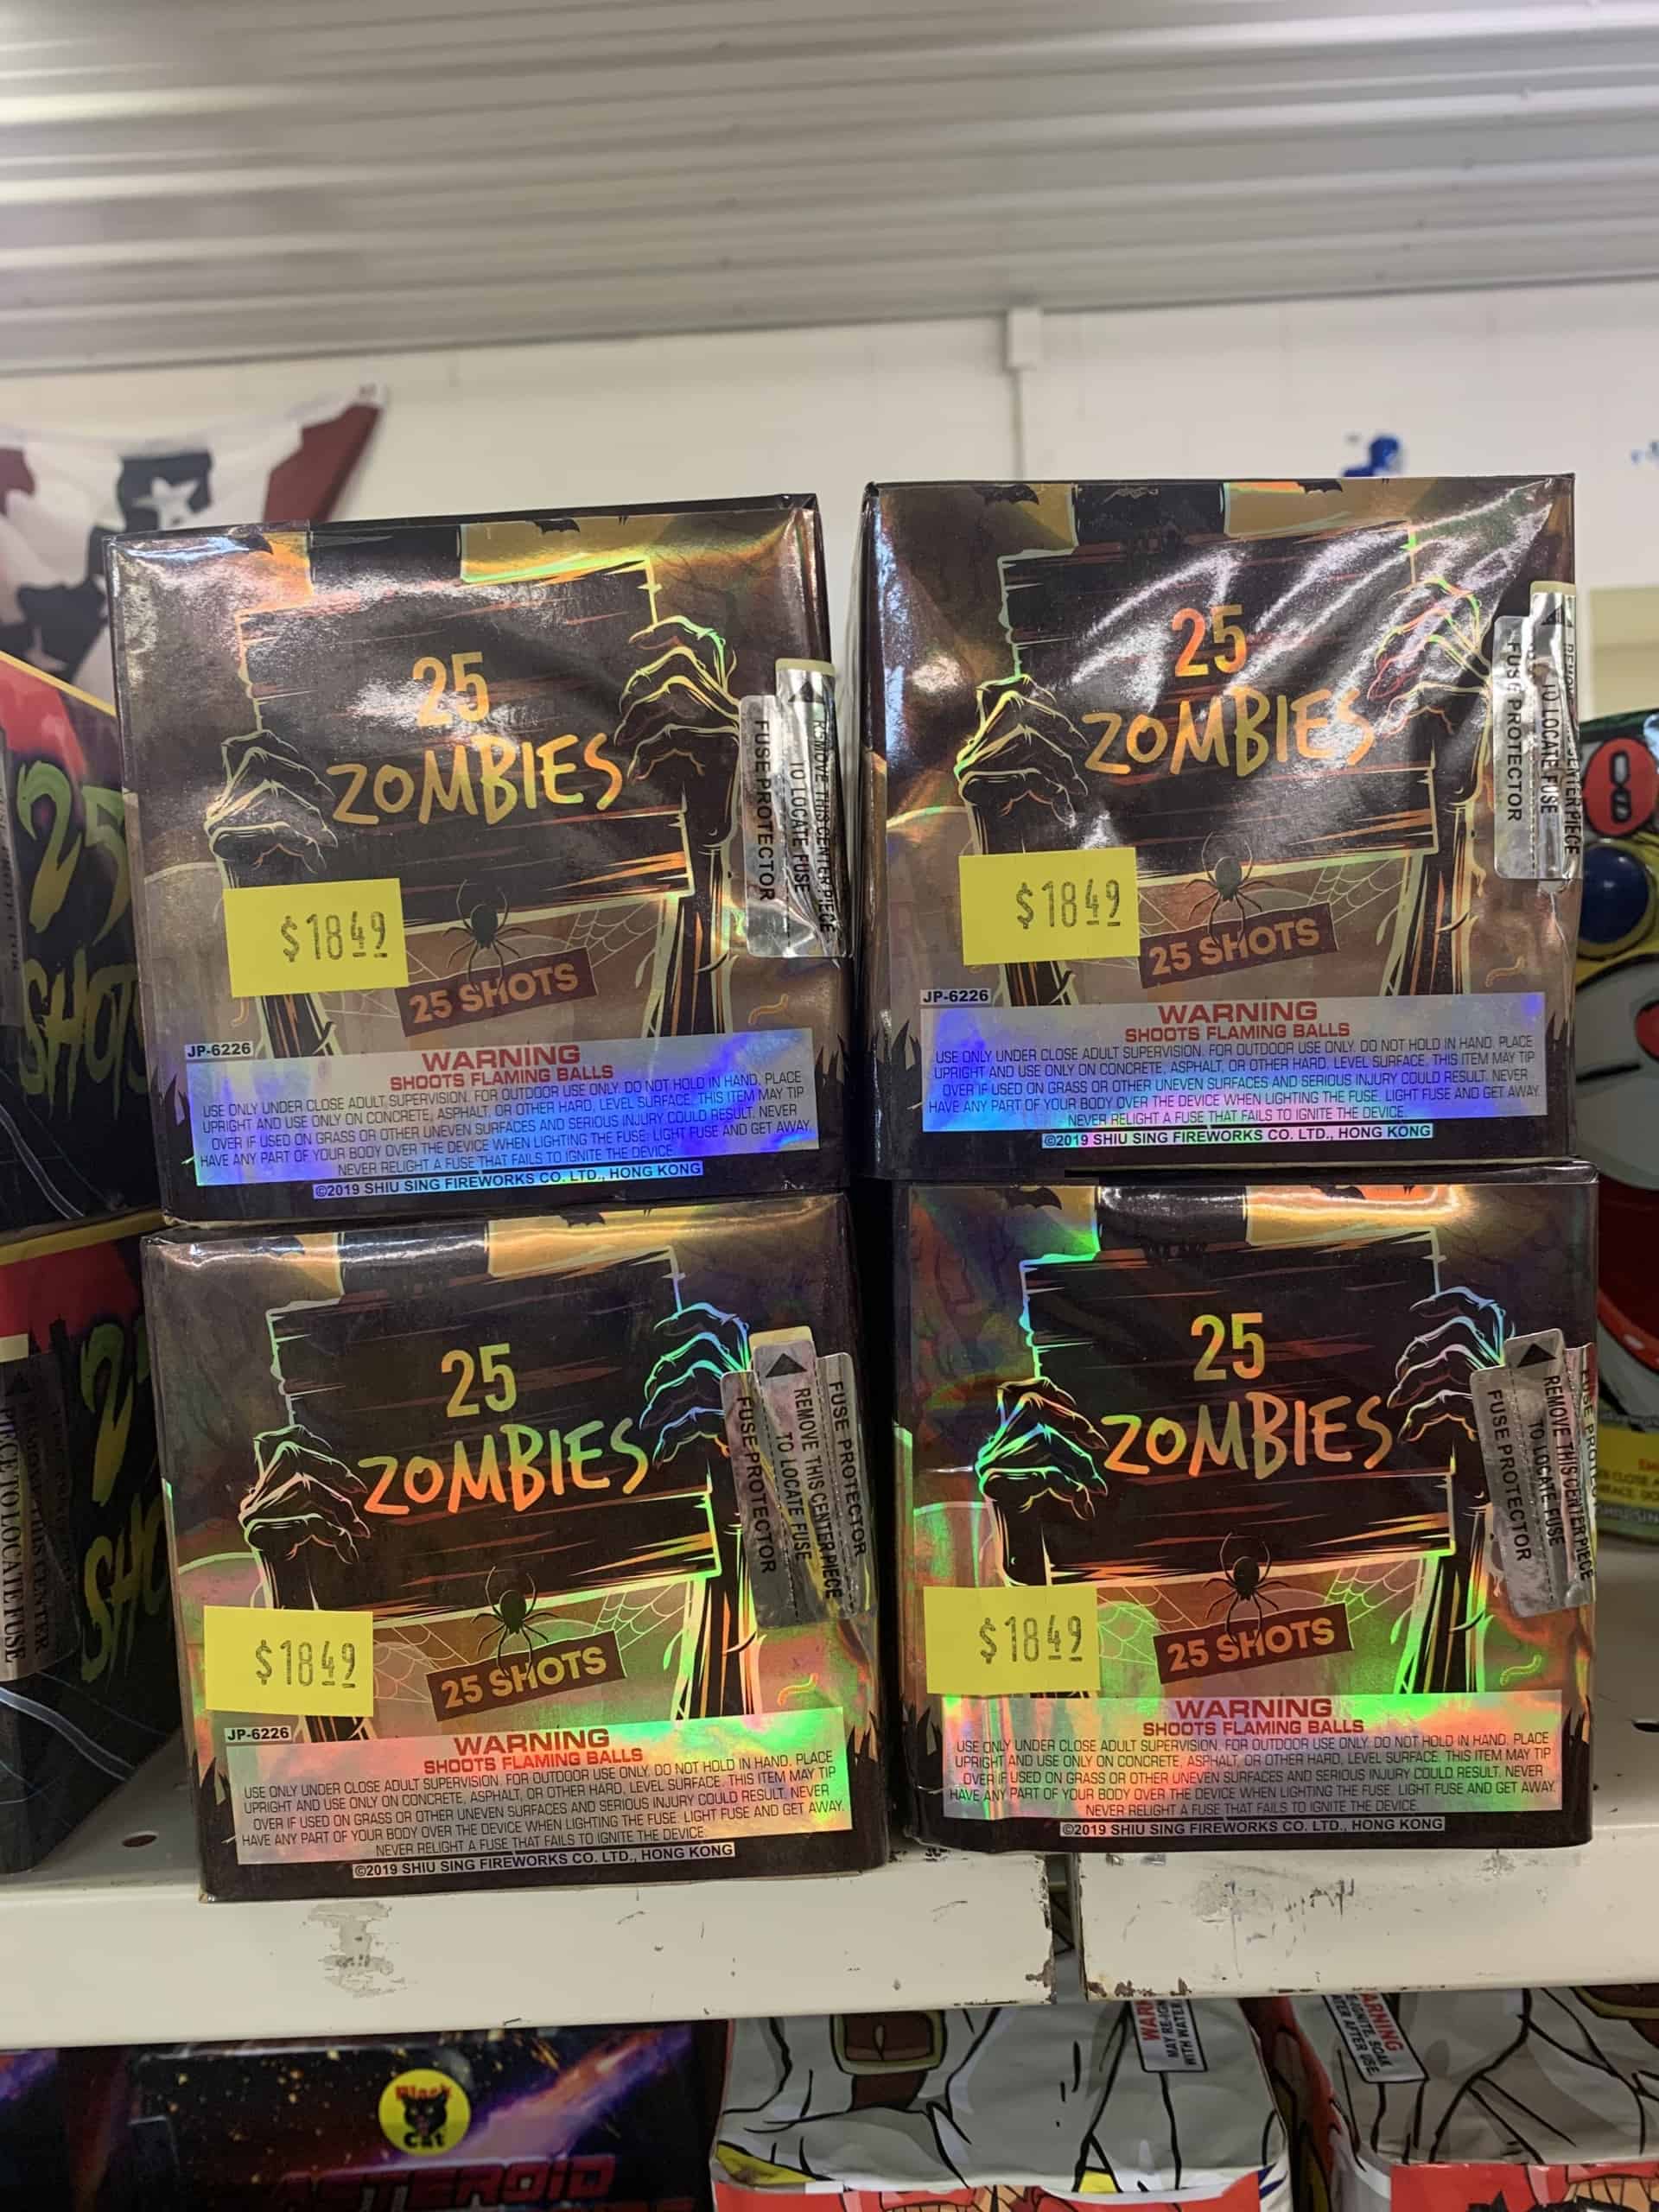 25
ZOMBIES
REMOVE THIS CENTER PIECE
TO LOCATE FUSE
FUSE PROTECTOR
$18.49
25 SHOTS
JP-6226
WARNING
SHOOTS FLAMING BALLS
USE ONLY UNDER CLOSE ADULT SUPERVISION. FOR OUTDOOR USE ONLY. DO NOT HOLD IN HAND. PLACE
UPRIGHT AND USE ONLY ON CONCRETE, ASPHALT, OR OTHER HARD, LEVEL SURFACE. THIS ITEM MAY TIP
OVER IF USED ON GRASS OR OTHER UNEVEN SURFACES AND SERIOUS INJURY COULD RESULT. NEVER
HAVE ANY PART OF YOUR BODY OVER THE DEVICE WHEN LIGHTING THE FUSE. LIGHT FUSE AND GET AWAY.
NEVER RELIGHT A FUSE THAT FAILS TO IGNITE THE DEVICE.
©2019 SHIU SING FIREWORKS CO. LTD., HONG KONG
25
ZOMBIES
TO LOCATE FUSE
FUSE PROTECTOR
$18.49
25 SHOTS
JP-6226
WARNING
SHOOTS FLAMING BALLS
USE ONLY UNDER CLOSE ADULT SUPERVISION. FOR OUTDOOR USE ONLY. DO NOT HOLD IN HAND. PLACE
UPRIGHT AND USE ONLY ON CONCRETE, ASPHALT, OR OTHER HARD, LEVEL SURFACE. THIS ITEM MAY TIP
OVER IF USED ON GRASS OR OTHER UNEVEN SURFACES AND SERIOUS INJURY COULD RESULT. NEVER
HAVE ANY PART OF YOUR BODY OVER THE DEVICE WHEN LIGHTING THE FUSE. LIGHT FUSE AND GET AWAY.
NEVER RELIGHT A FUSE THAT FAILS TO IGNITE THE DEVICE.
©2019 SHIU SING FIREWORKS CO. LTD., HONG KONG
25
ZOMBIES
FUSE PROTECTOR
REMOVE THIS CENTER PIECE
TO LOCATE FUSE
FUSE PROTECTOR
$18.49
25 SHOTS
JP-6226
WARNING
SHOOTS FLAMING BALLS
USE ONLY UNDER CLOSE ADULT SUPERVISION. FOR OUTDOOR USE ONLY. DO NOT HOLD IN HAND. PLACE
UPRIGHT AND USE ONLY ON CONCRETE, ASPHALT, OR OTHER HARD, LEVEL SURFACE. THIS ITEM MAY TIP
OVER IF USED ON GRASS OR OTHER UNEVEN SURFACES AND SERIOUS INJURY COULD RESULT. NEVER
HAVE ANY PART OF YOUR BODY OVER THE DEVICE WHEN LIGHTING THE FUSE. LIGHT FUSE AND GET AWAY.
NEVER RELIGHT A FUSE THAT FAILS TO IGNITE THE DEVICE.
©2019 SHIU SING FIREWORKS CO. LTD., HONG KONG
25
ZOMBIES
REMOVE THIS CENTER PIECE
TO LOCATE FUSE
FUSE PROTECTOR
$18.49
25 SHOTS
WARNING
SHOOTS FLAMING BALLS
USE ONLY UNDER CLOSE ADULT SUPERVISION. FOR OUTDOOR USE ONLY. DO NOT HOLD IN HAND. PLACE
UPRIGHT AND USE ONLY ON CONCRETE, ASPHALT, OR OTHER HARD, LEVEL SURFACE. THIS ITEM MAY TIP
OVER IF USED ON GRASS OR OTHER UNEVEN SURFACES AND SERIOUS INJURY COULD RESULT. NEVER
HAVE ANY PART OF YOUR BODY OVER THE DEVICE WHEN LIGHTING THE FUSE. LIGHT FUSE AND GET AWAY.
NEVER RELIGHT A FUSE THAT FAILS TO IGNITE THE DEVICE.
©2019 SHIU SING FIREWORKS CO. LTD., HONG KONG
25
PIECE TO LOCATE FUSE
Black
Cat